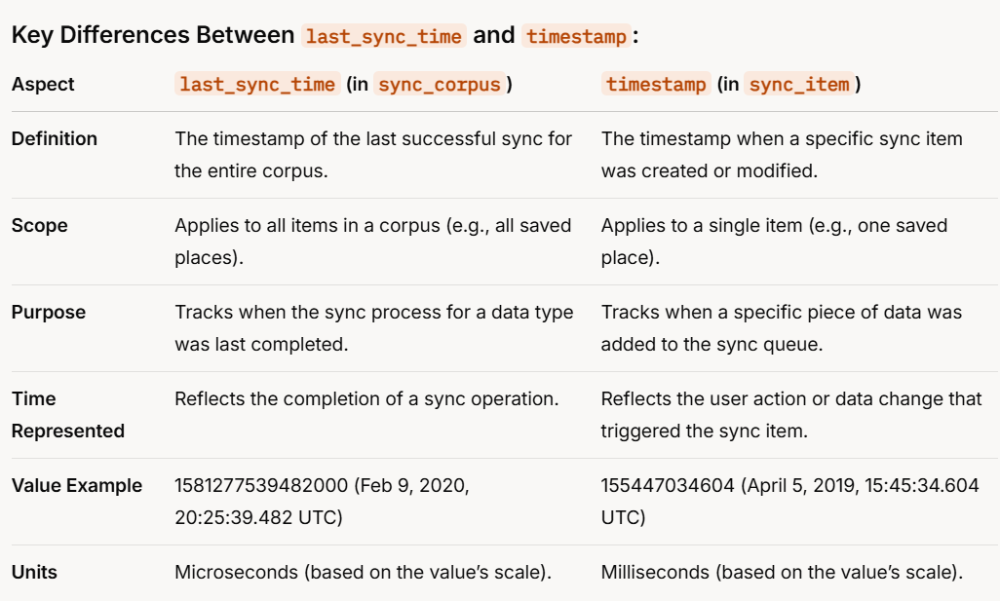 Key Differences Between last_sync_time and timestamp:
Aspect last_sync_time (in sync_corpus) timestamp (in sync_item)
Definition The timestamp of the last successful sync for The timestamp when a specific sync item
the entire corpus. was created or modified.
Scope Applies to all items in a corpus (e.g., all saved Applies to a single item (e.g., one saved
places). place).
Purpose Tracks when the sync process for a data type Tracks when a specific piece of data was
was last completed. added to the sync queue.
Time Reflects the completion of a sync operation. Reflects the user action or data change that
Represented triggered the sync item.
Value Example 1581277539482000 (Feb 9, 2020, 155447034604 (April 5, 2019, 15:45:34.604
20:25:39.482 UTC) UTC)
Units Microseconds (based on the value’s scale). Milliseconds (based on the value’s scale).